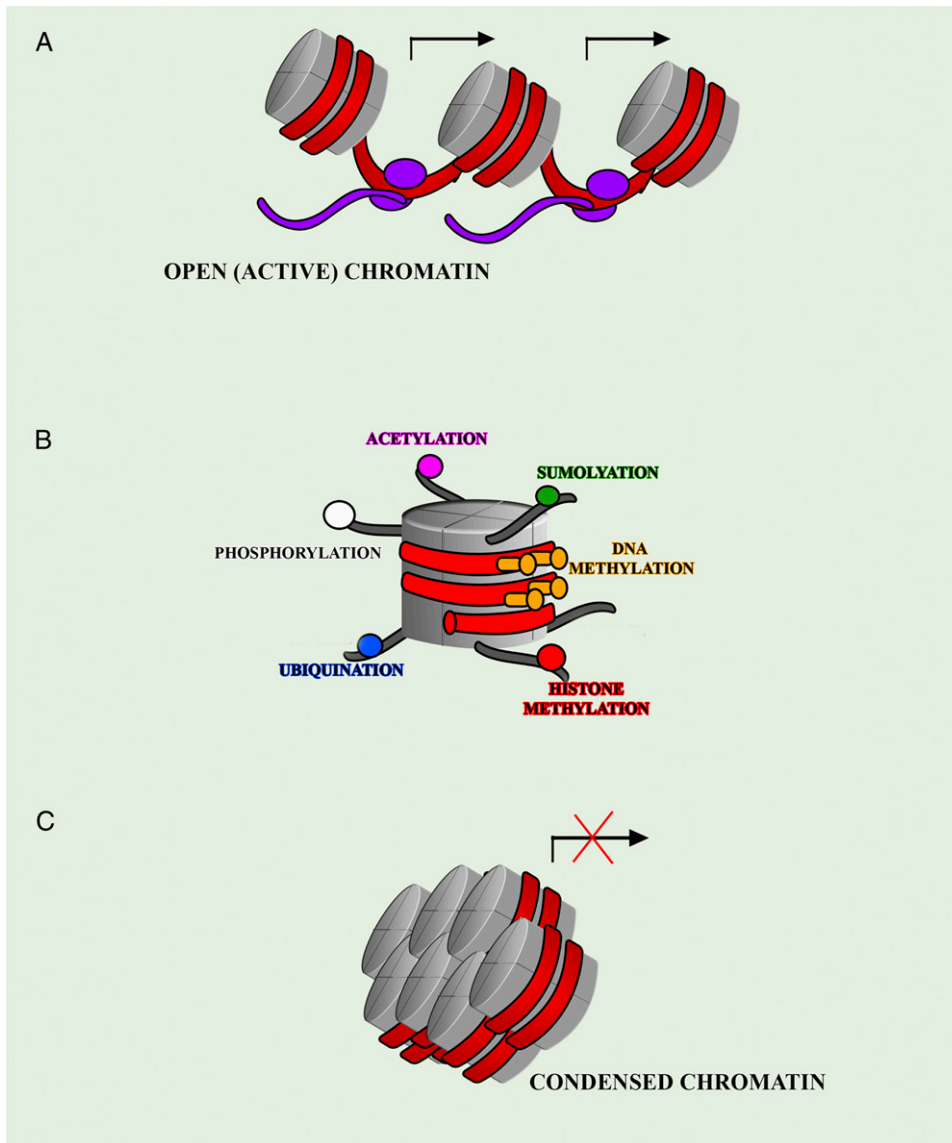 A
OPEN (ACTIVE) CHROMATIN
B
ACETYLATION
SUMOLYATION
PHOSPHORYLATION
DNA
METHYLATION
UBIQUINATION
HISTONE
METHYLATION
C
CONDENSED CHROMATIN